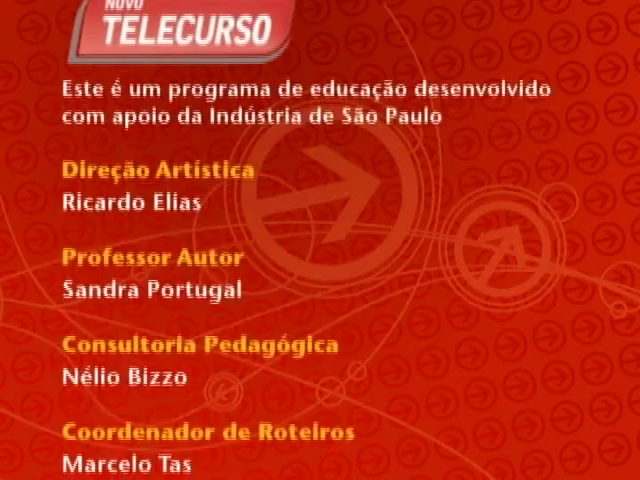 NOVO
TELECURSO
Este é um programa de educação desenvolvido
com apoio da Indústria de São Paulo
Direção Artística
Ricardo Elias
Professor Autor
Sandra Portugal
Consultoria Pedagógica
Nélio Bizzo
Coordenador de Roteiros
Marcelo Tas